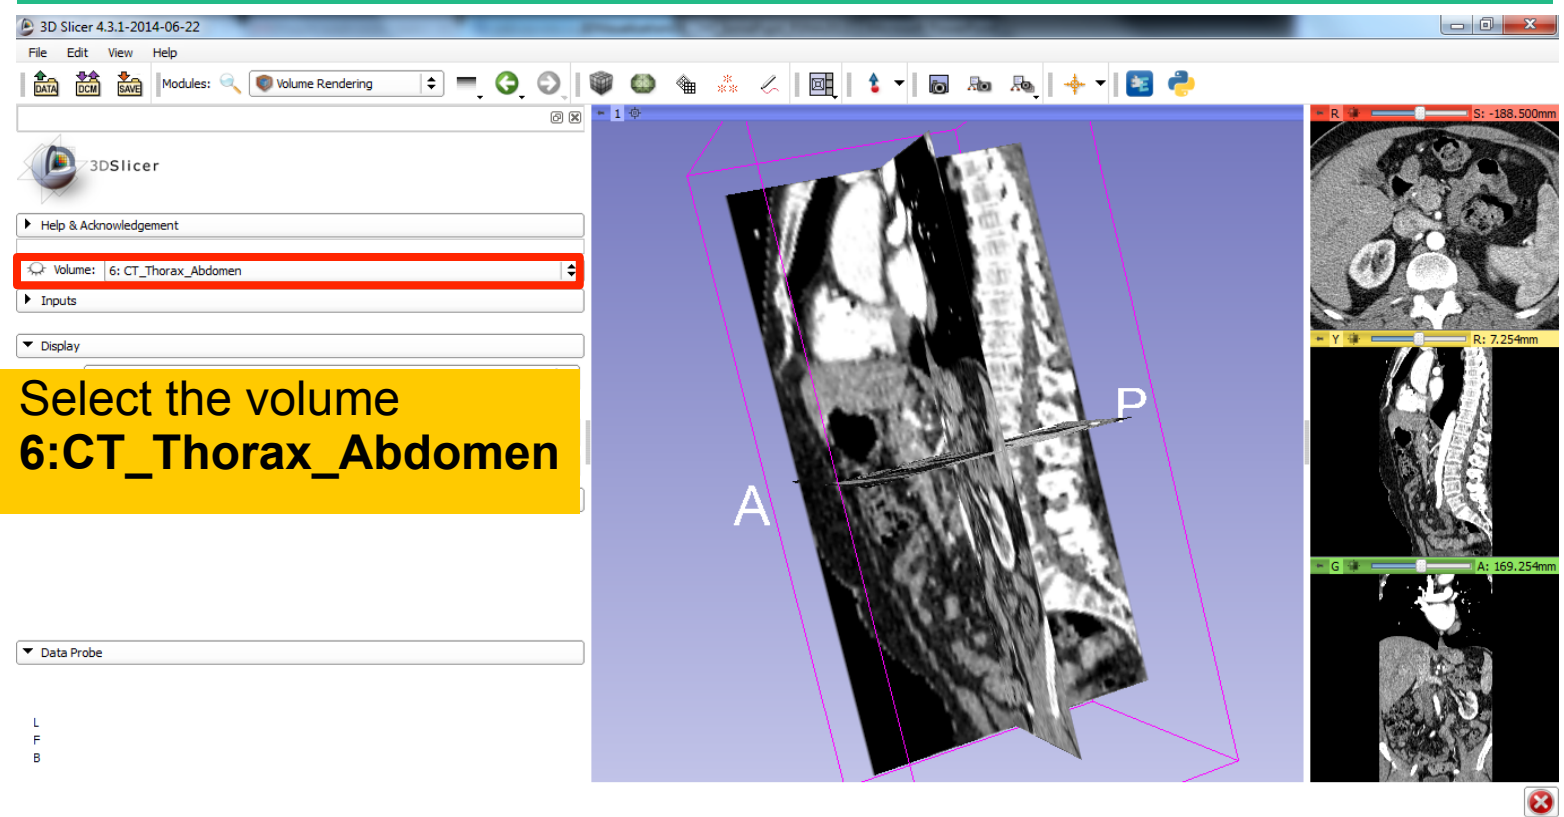 3D Slicer 4.3.1-2014-06-22
File Edit View Help
DATA DCM SAVE Modules: Volume Rendering
1
R S: -188.500mm
3DSlicer
Help & Acknowledgement
Volume: 6: CT_Thorax_Abdomen
Inputs
Y R: 7.254mm
Display
Select the volume
6:CT_Thorax_Abdomen
P
A
G A: 169.254mm
Data Probe
L
F
B